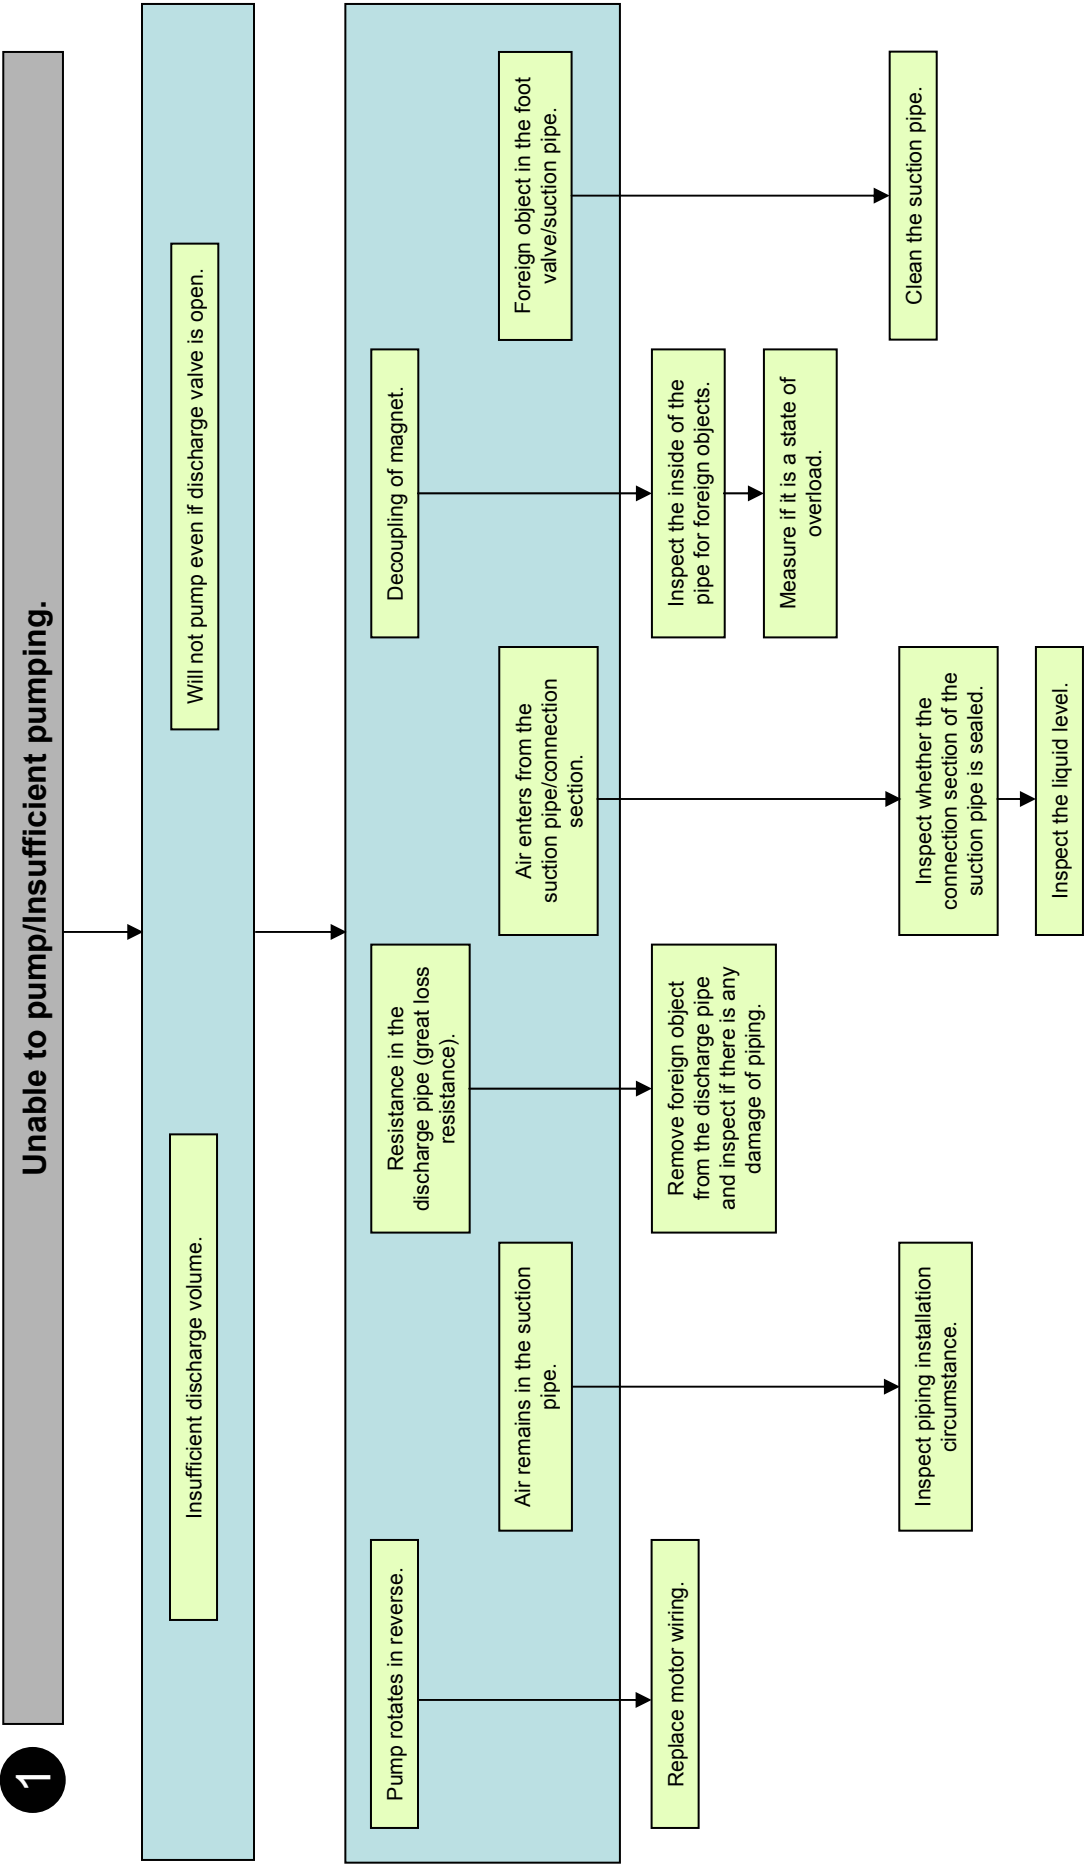 1
Unable to pump/Insufficient pumping.
Insufficient discharge volume.
Will not pump even if discharge valve is open.
Pump rotates in reverse.
Resistance in the
discharge pipe (great loss
resistance).
Decoupling of magnet.
Air remains in the suction
pipe.
Air enters from the
suction pipe/connection
section.
Foreign object in the foot
valve/suction pipe.
Replace motor wiring.
Remove foreign object
from the discharge pipe
and inspect if there is any
damage of piping.
Inspect the inside of the
pipe for foreign objects.
Measure if it is a state of
overload.
Inspect piping installation
circumstance.
Inspect whether the
connection section of the
suction pipe is sealed.
Clean the suction pipe.
Inspect the liquid level.